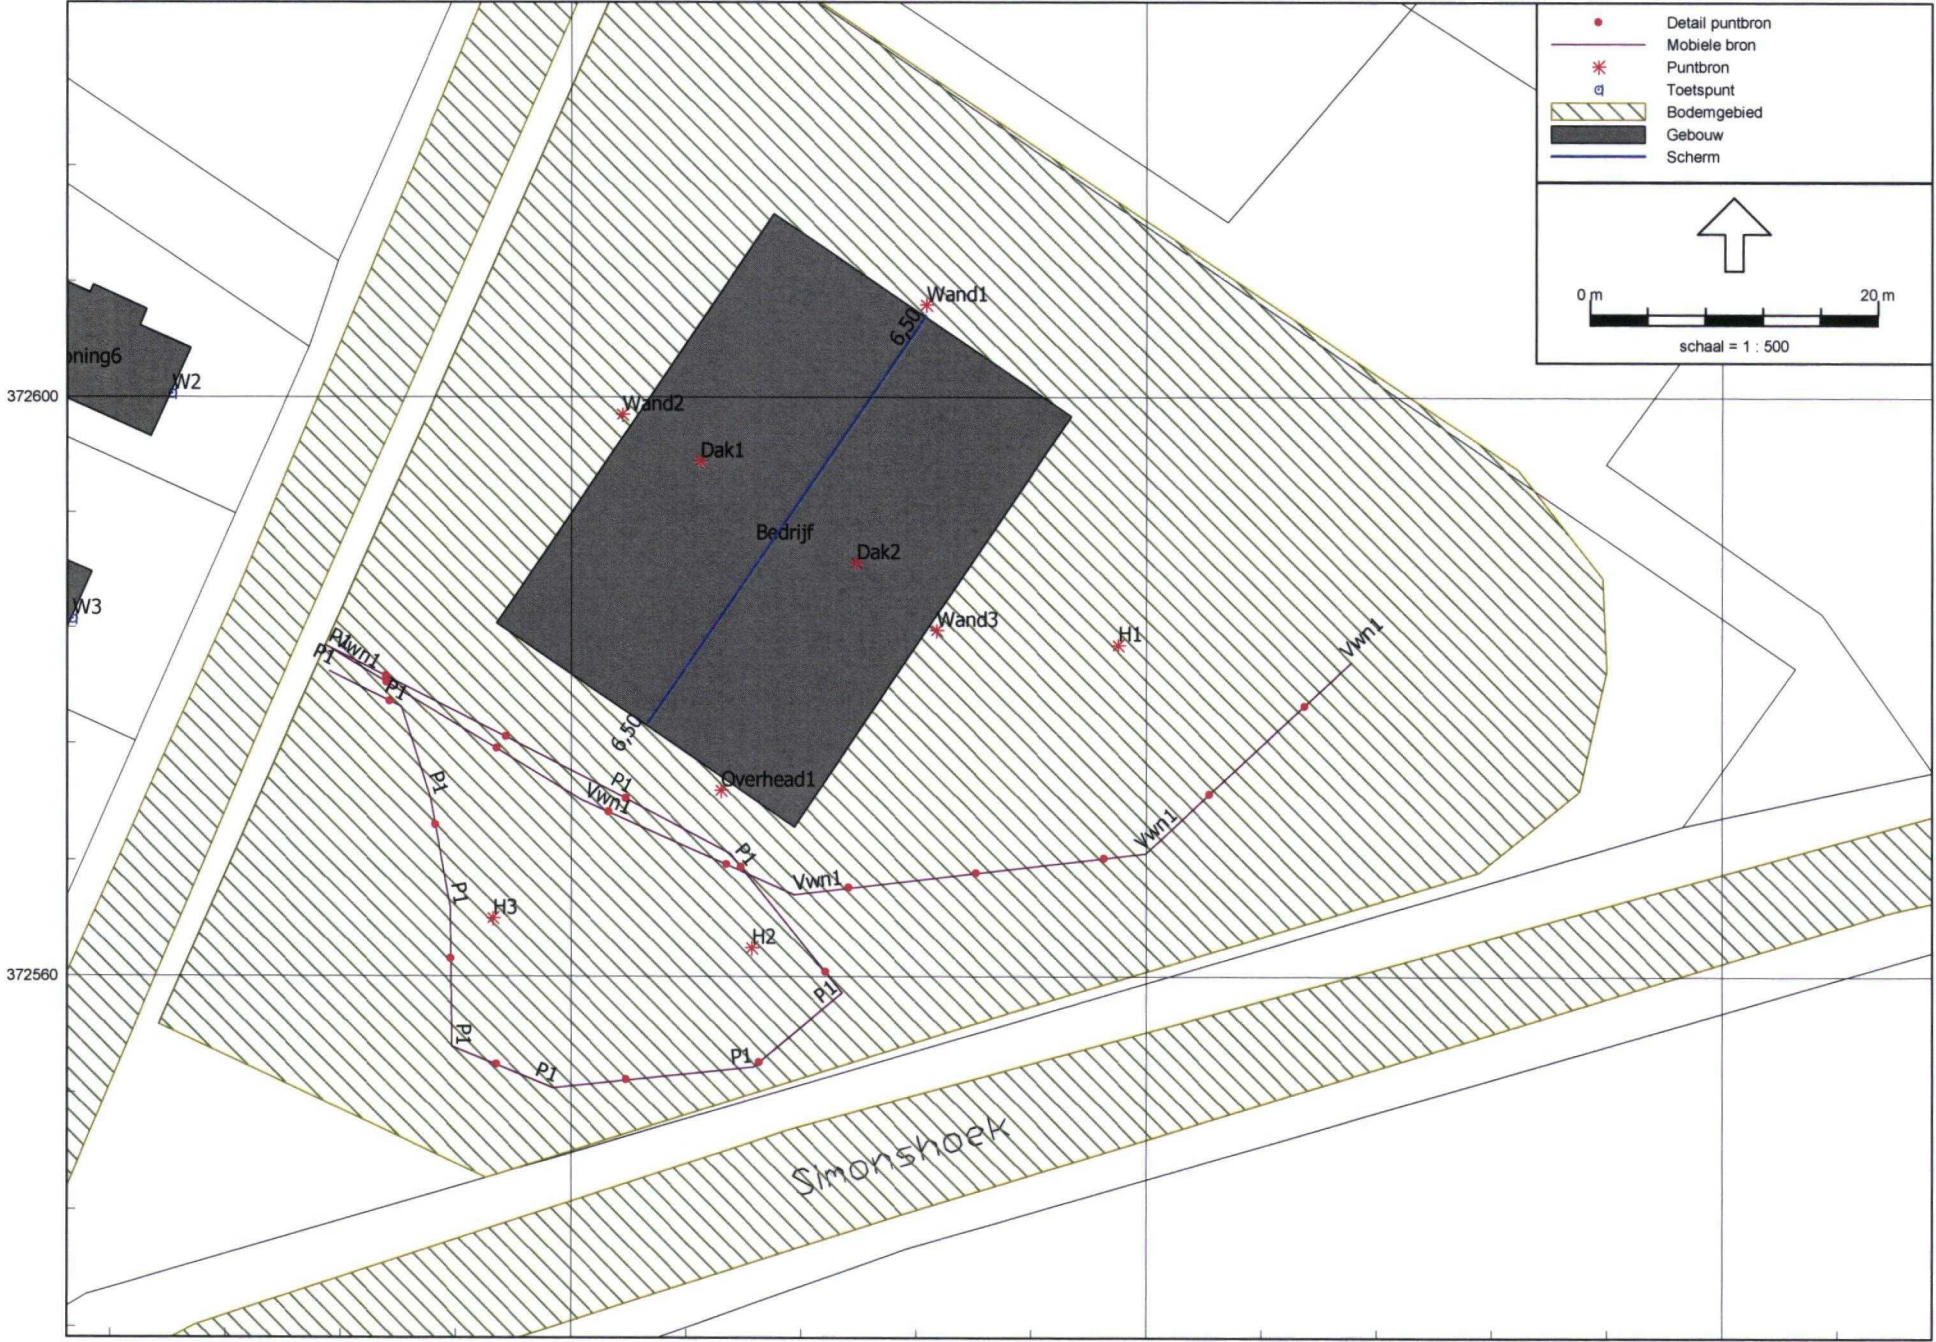 Detail puntbron
Mobiele bron
Puntbron
Toetspunt
Bodemgebied
Gebouw
Scherm
0 m 20 m
schaal = 1 : 500
Wand1
6,50
oning6
W2
372600
Wand2
Dak1
Bedrijf
Dak2
W3
Wand3
H1
P1
Vwn1
P1
Vwn1
P1
6,50
Overhead1
P1
P1
Vwn1
Vwn1
P1
Vwn1
P1
H3
H2
372560
P1
P1
P1
P1
Simonshoek